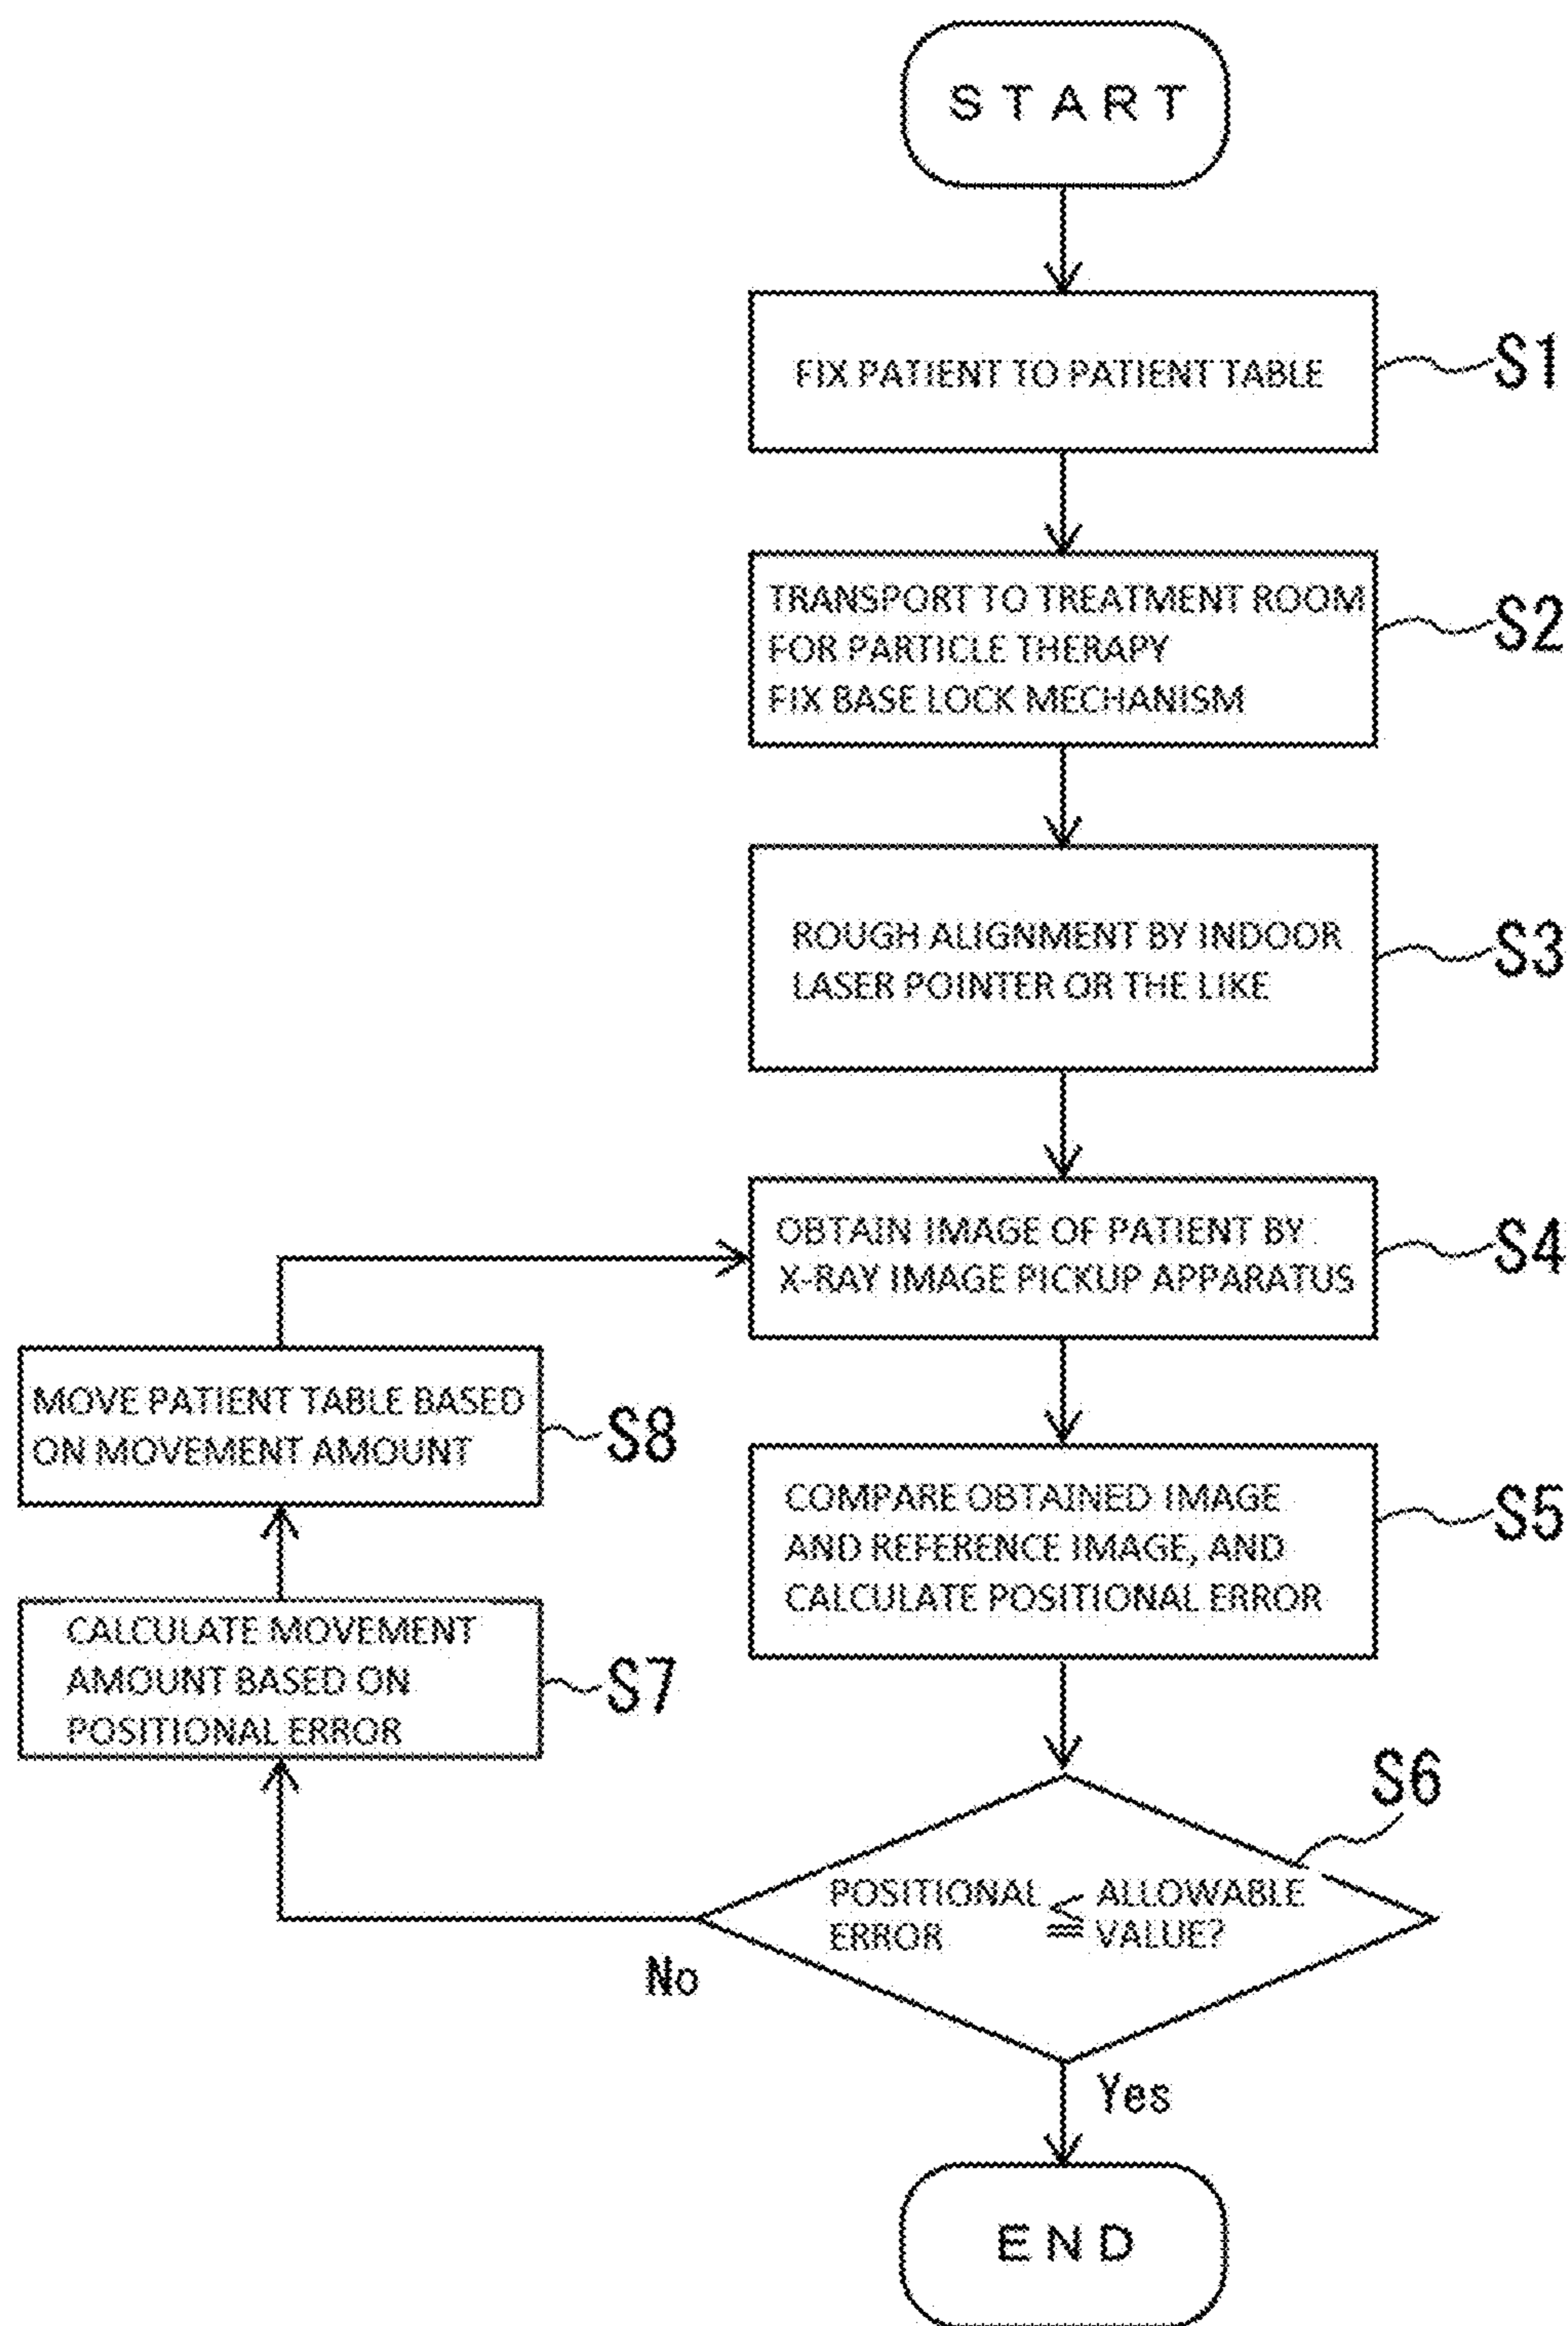 START
FIX PATIENT TO PATIENT TABLE
S1
TRANSPORT TO TREATMENT ROOM
FOR PARTICLE THERAPY
FIX BASE LOCK MECHANISM
S2
ROUGH ALIGNMENT BY INDOOR
LASER POINTER OR THE LIKE
S3
OBTAIN IMAGE OF PATIENT BY
X-RAY IMAGE PICKUP APPARATUS
S4
COMPARE OBTAINED IMAGE
AND REFERENCE IMAGE, AND
CALCULATE POSITIONAL ERROR
S5
POSITIONAL ≦ ALLOWABLE
ERROR VALUE?
S6
No
Yes
CALCULATE MOVEMENT
AMOUNT BASED ON
POSITIONAL ERROR
S7
MOVE PATIENT TABLE BASED
ON MOVEMENT AMOUNT
S8
END